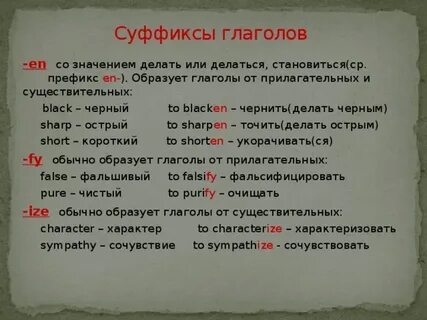 Суффиксы глаголов
-en со значением делать или делаться, становиться(ср.
префикс en-). Образует глаголы от прилагательных и
существительных:
black – черный to blacken – чернить(делать черным)
sharp – острый to sharpen – точить(делать острым)
short – короткий to shorten – укорачивать(ся)
-fy обычно образует глаголы от прилагательных:
false – фальшивый to falsify – фальсифицировать
pure – чистый to purify – очищать
-ize обычно образует глаголы от существительных:
character – характер to characterize – характеризовать
sympathy – сочувствие to sympathize - сочувствовать